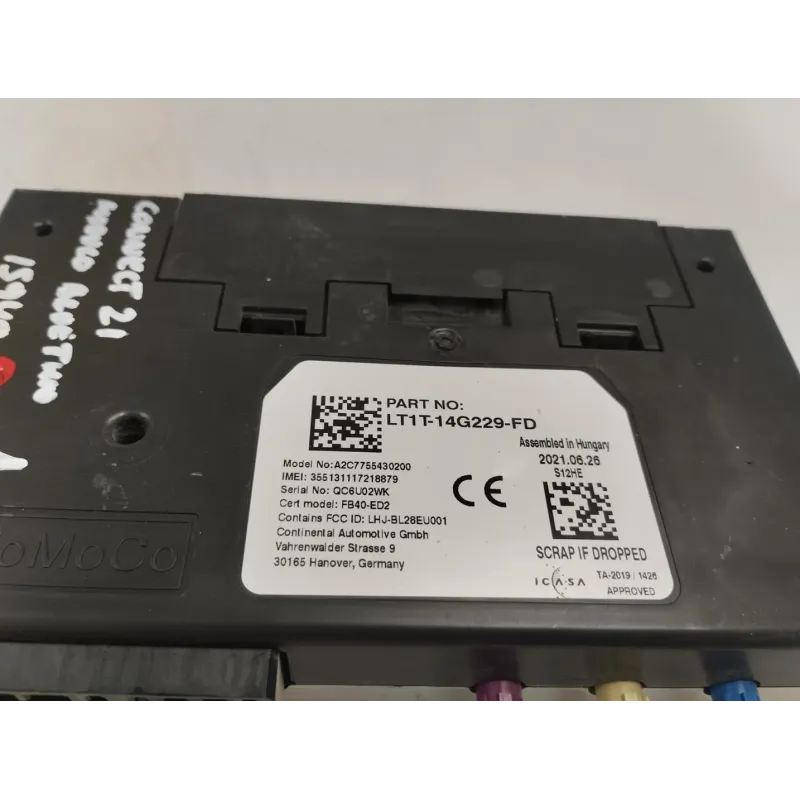 PART NO:
LT1T-14G229-FD
Model No:A2C7755430200
IMEI: 355131117218879
Serial No: QC6U02WK
Cert model: FB40-ED2
Contains FCC ID: LHJ-BL28EU001
Continental Automotive Gmbh
Vahrenwalder Strasse 9
30165 Hanover, Germany
Assembled in Hungary
2021.06.26
S12HE
CE
SCRAP IF DROPPED
ICASA
TA-2019 / 1426
APPROVED
CONNECT 21
oMoCo